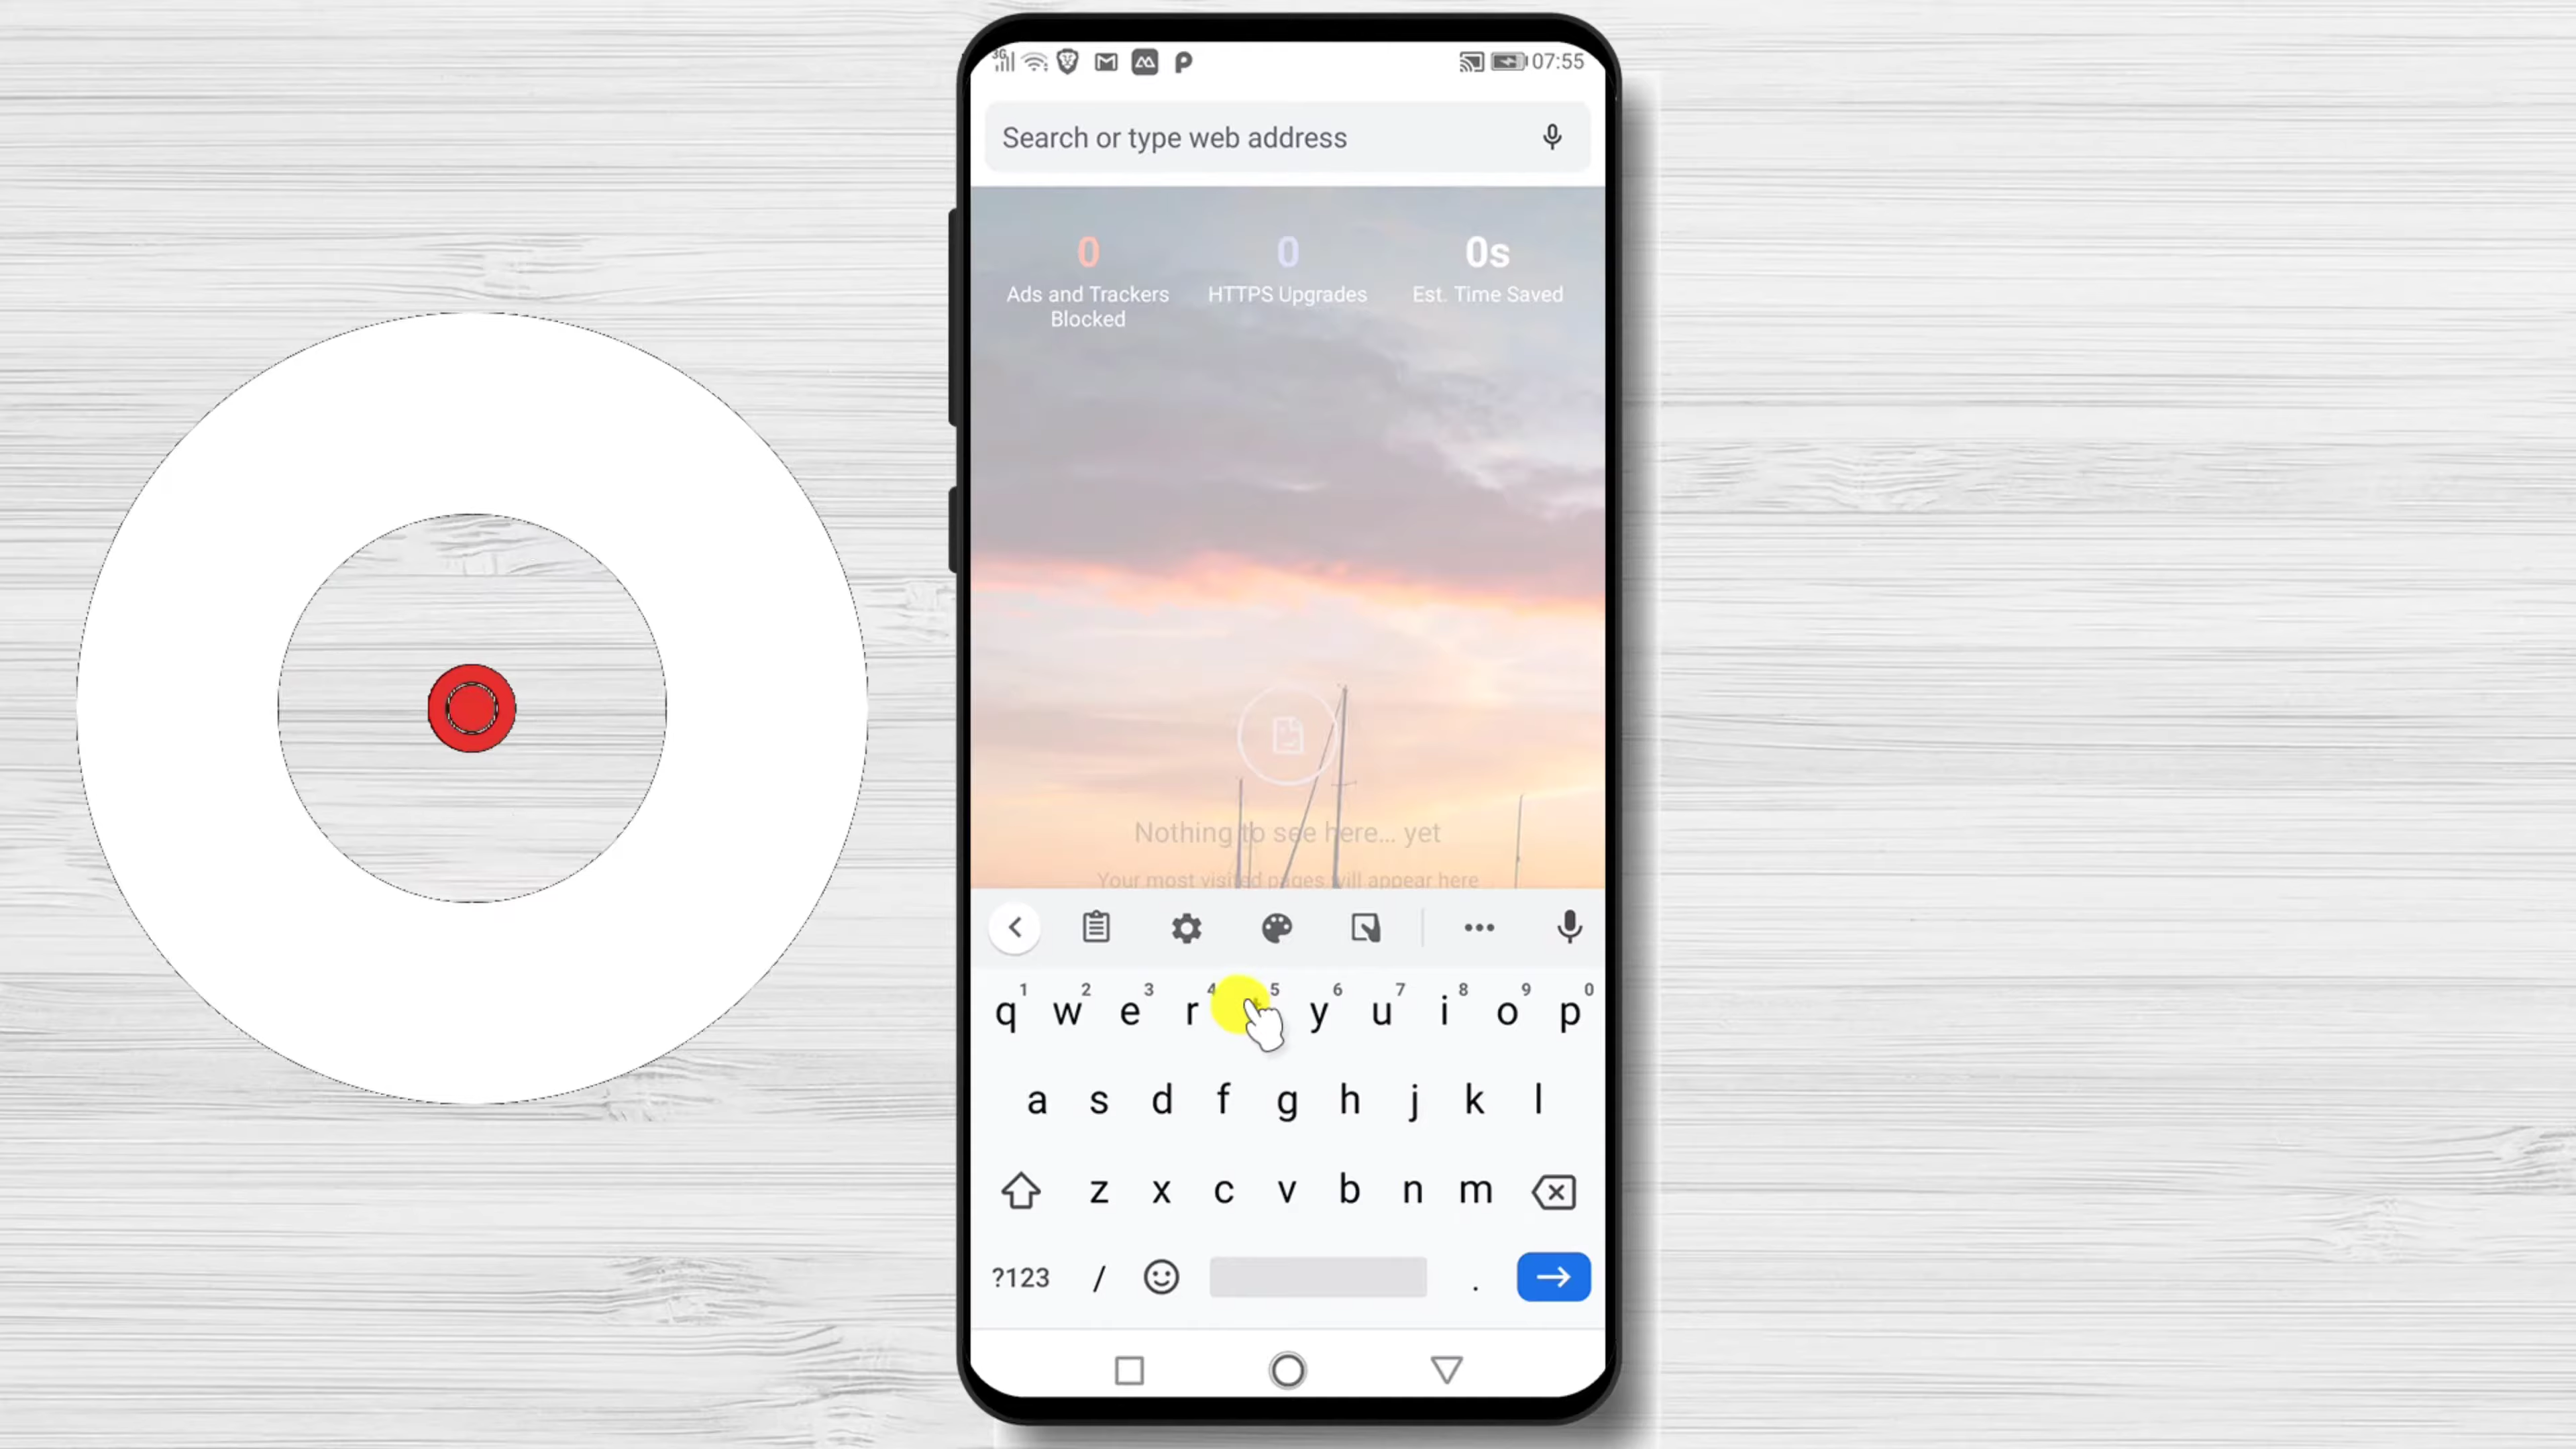 3G 07:55
Search or type web address
0 0 0s
Ads and Trackers Blocked HTTPS Upgrades Est. Time Saved
Nothing to see here... yet
Your most visited pages will appear here
1 2 3 4 5 6 7 8 9 0
q w e r y u i o p
a s d f g h j k l
z x c v b n m
?123 / .